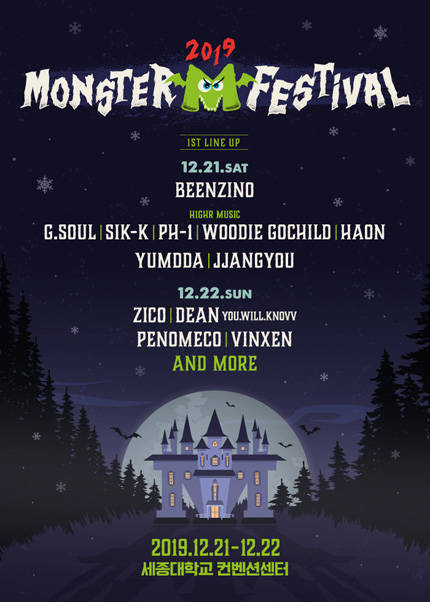 2019
MONSTER FESTIVAL
1ST LINE UP
12.21.SAT
BEENZINO
H1GHR MUSIC
G.SOUL | SIK-K | PH-1 | WOODIE GOCHILD | HAON
YUMDDA | JJANGYOU
12.22.SUN
ZICO | DEAN YOU.WILL.KNOVV
PENOMECO | VINXEN
AND MORE
2019.12.21-12.22
세종대학교 컨벤션센터